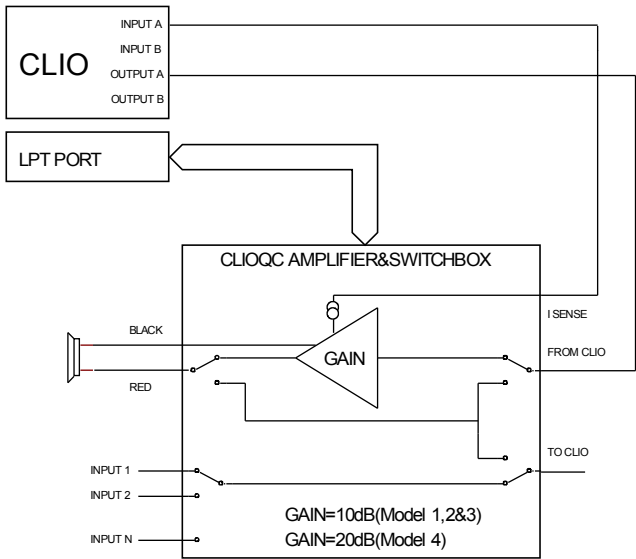 INPUT A
INPUT B
CLIO
OUTPUT A
OUTPUT B
LPT PORT
CLIOQC AMPLIFIER&SWITCHBOX
I SENSE
BLACK
GAIN
FROM CLIO
RED
TO CLIO
INPUT 1
INPUT 2
GAIN=10dB(Model 1,2&3)
GAIN=20dB(Model 4)
INPUT N